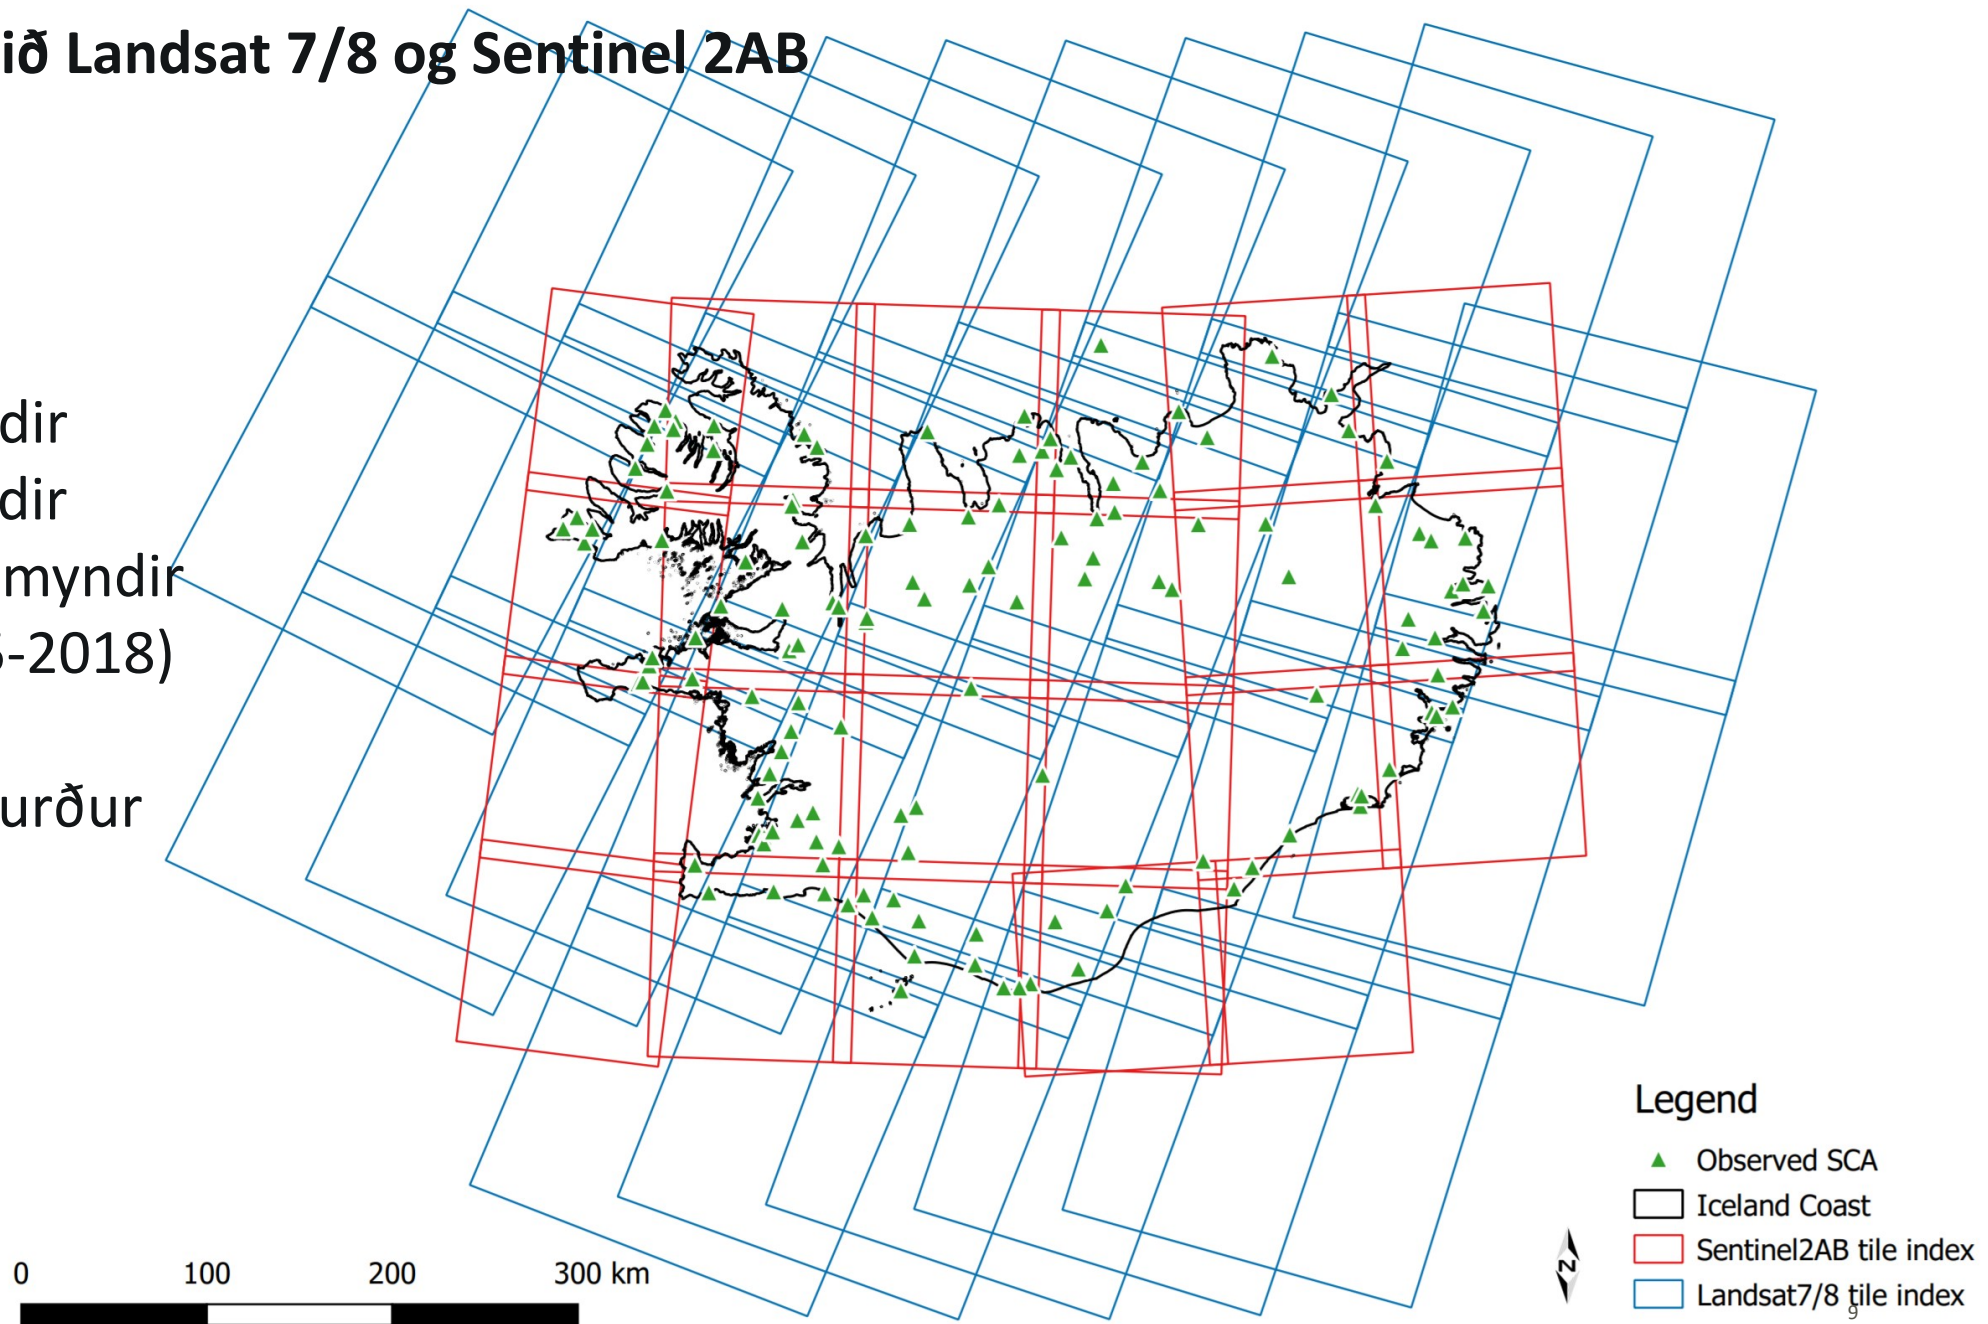 ið Landsat 7/8 og Sentinel 2AB
dir
dir
myndir
-2018)
urður
0 100 200 300 km
Legend
Observed SCA
Iceland Coast
Sentinel2AB tile index
Landsat7/8 tile index
N
9